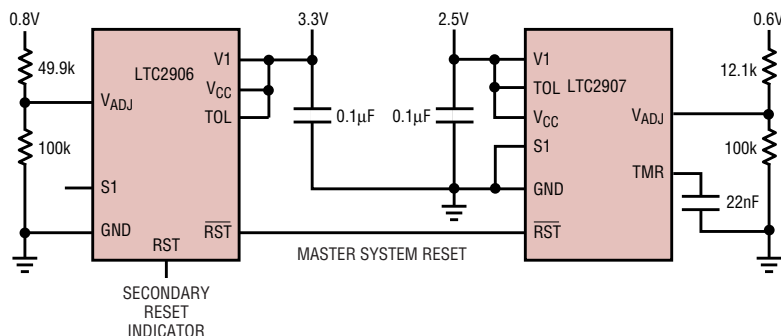 0.8V
3.3V
2.5V
0.6V
49.9k
LTC2906
V1
VCC
TOL
VADJ
100k
S1
GND
RST
RST
0.1µF
0.1µF
V1
TOL
LTC2907
VCC
S1
GND
RST
VADJ
TMR
12.1k
100k
22nF
MASTER SYSTEM RESET
SECONDARY
RESET
INDICATOR